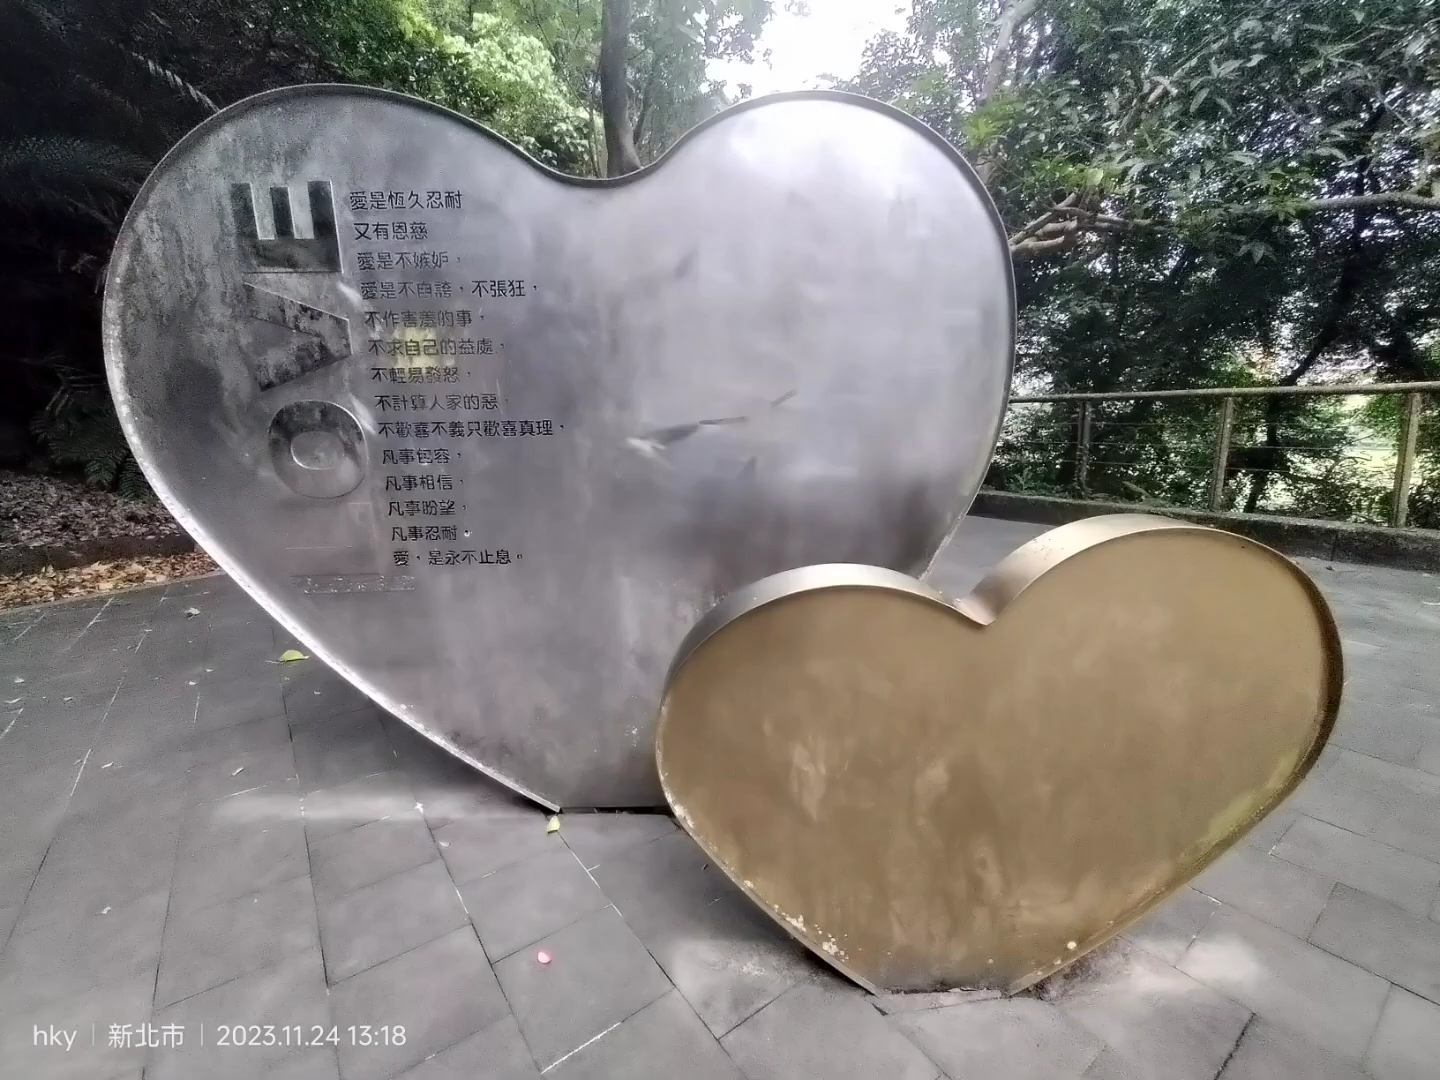 LOVE
愛是恆久忍耐
又有恩慈
愛是不嫉妒，
愛是不自誇，不張狂，
不作害羞的事，
不求自己的益處，
不輕易發怒，
不計算人家的惡，
不歡喜不義只歡喜真理，
凡事包容，
凡事相信，
凡事盼望，
凡事忍耐。
愛，是永不止息。
hky | 新北市 | 2023.11.24 13:18